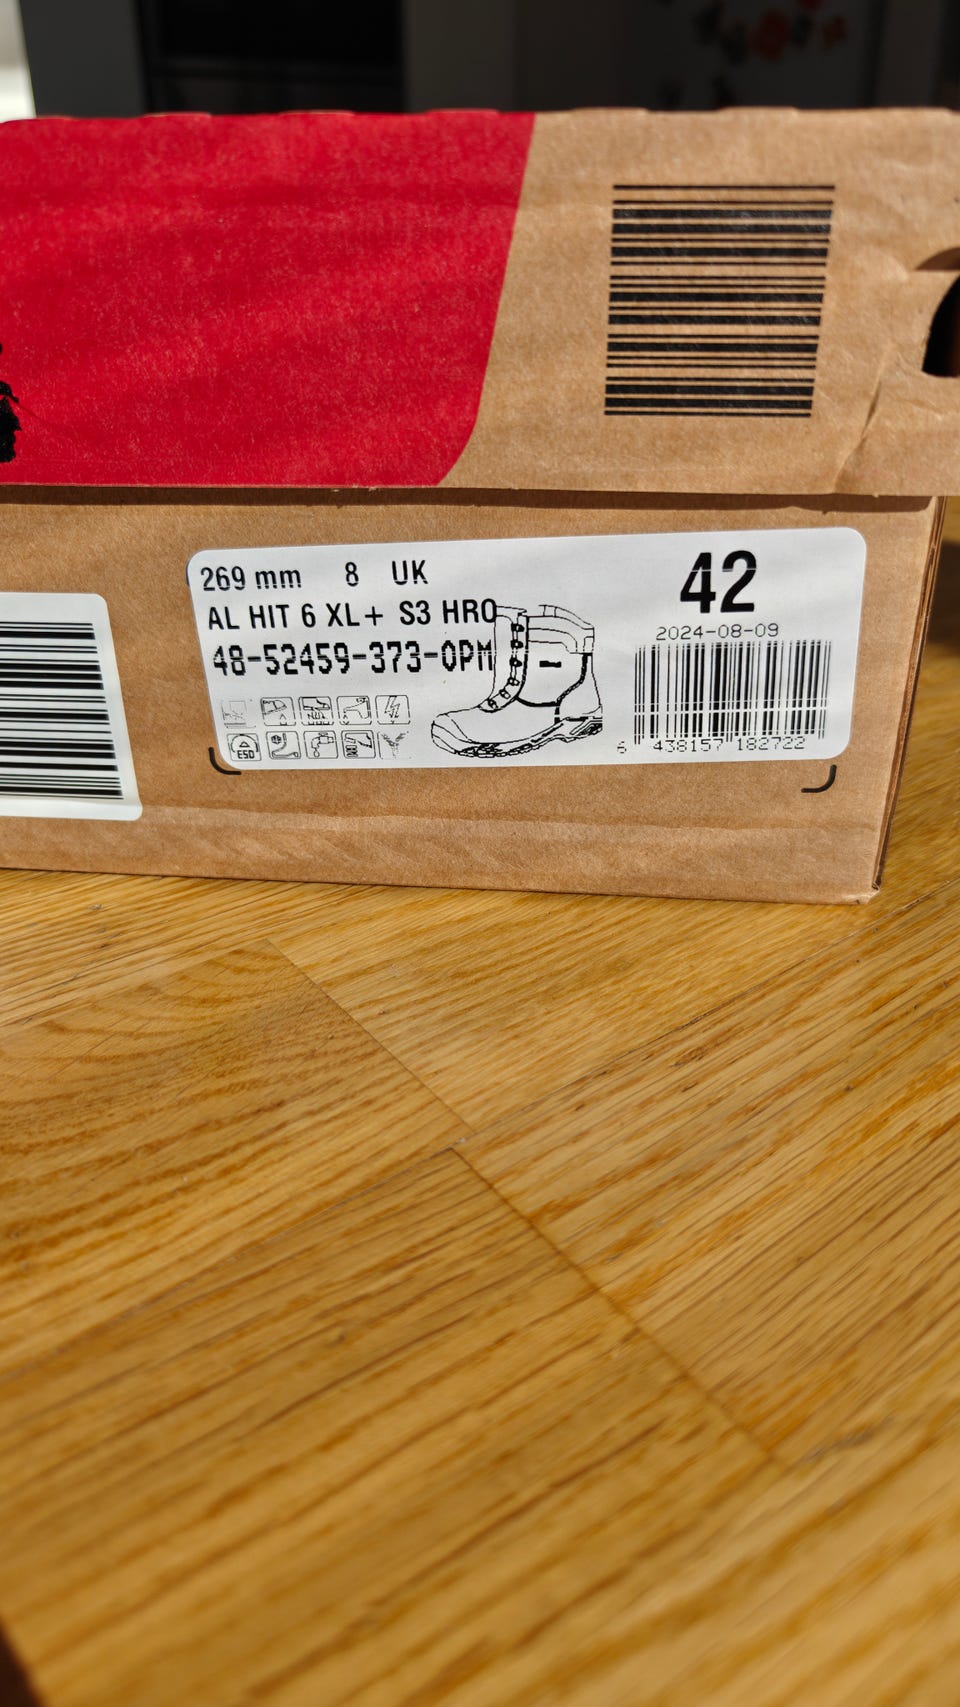 269 mm 8 UK
AL HIT 6 XL+ S3 HRO
48-52459-373-0PM
ESD
42
2024-08-09
6 438157 182722